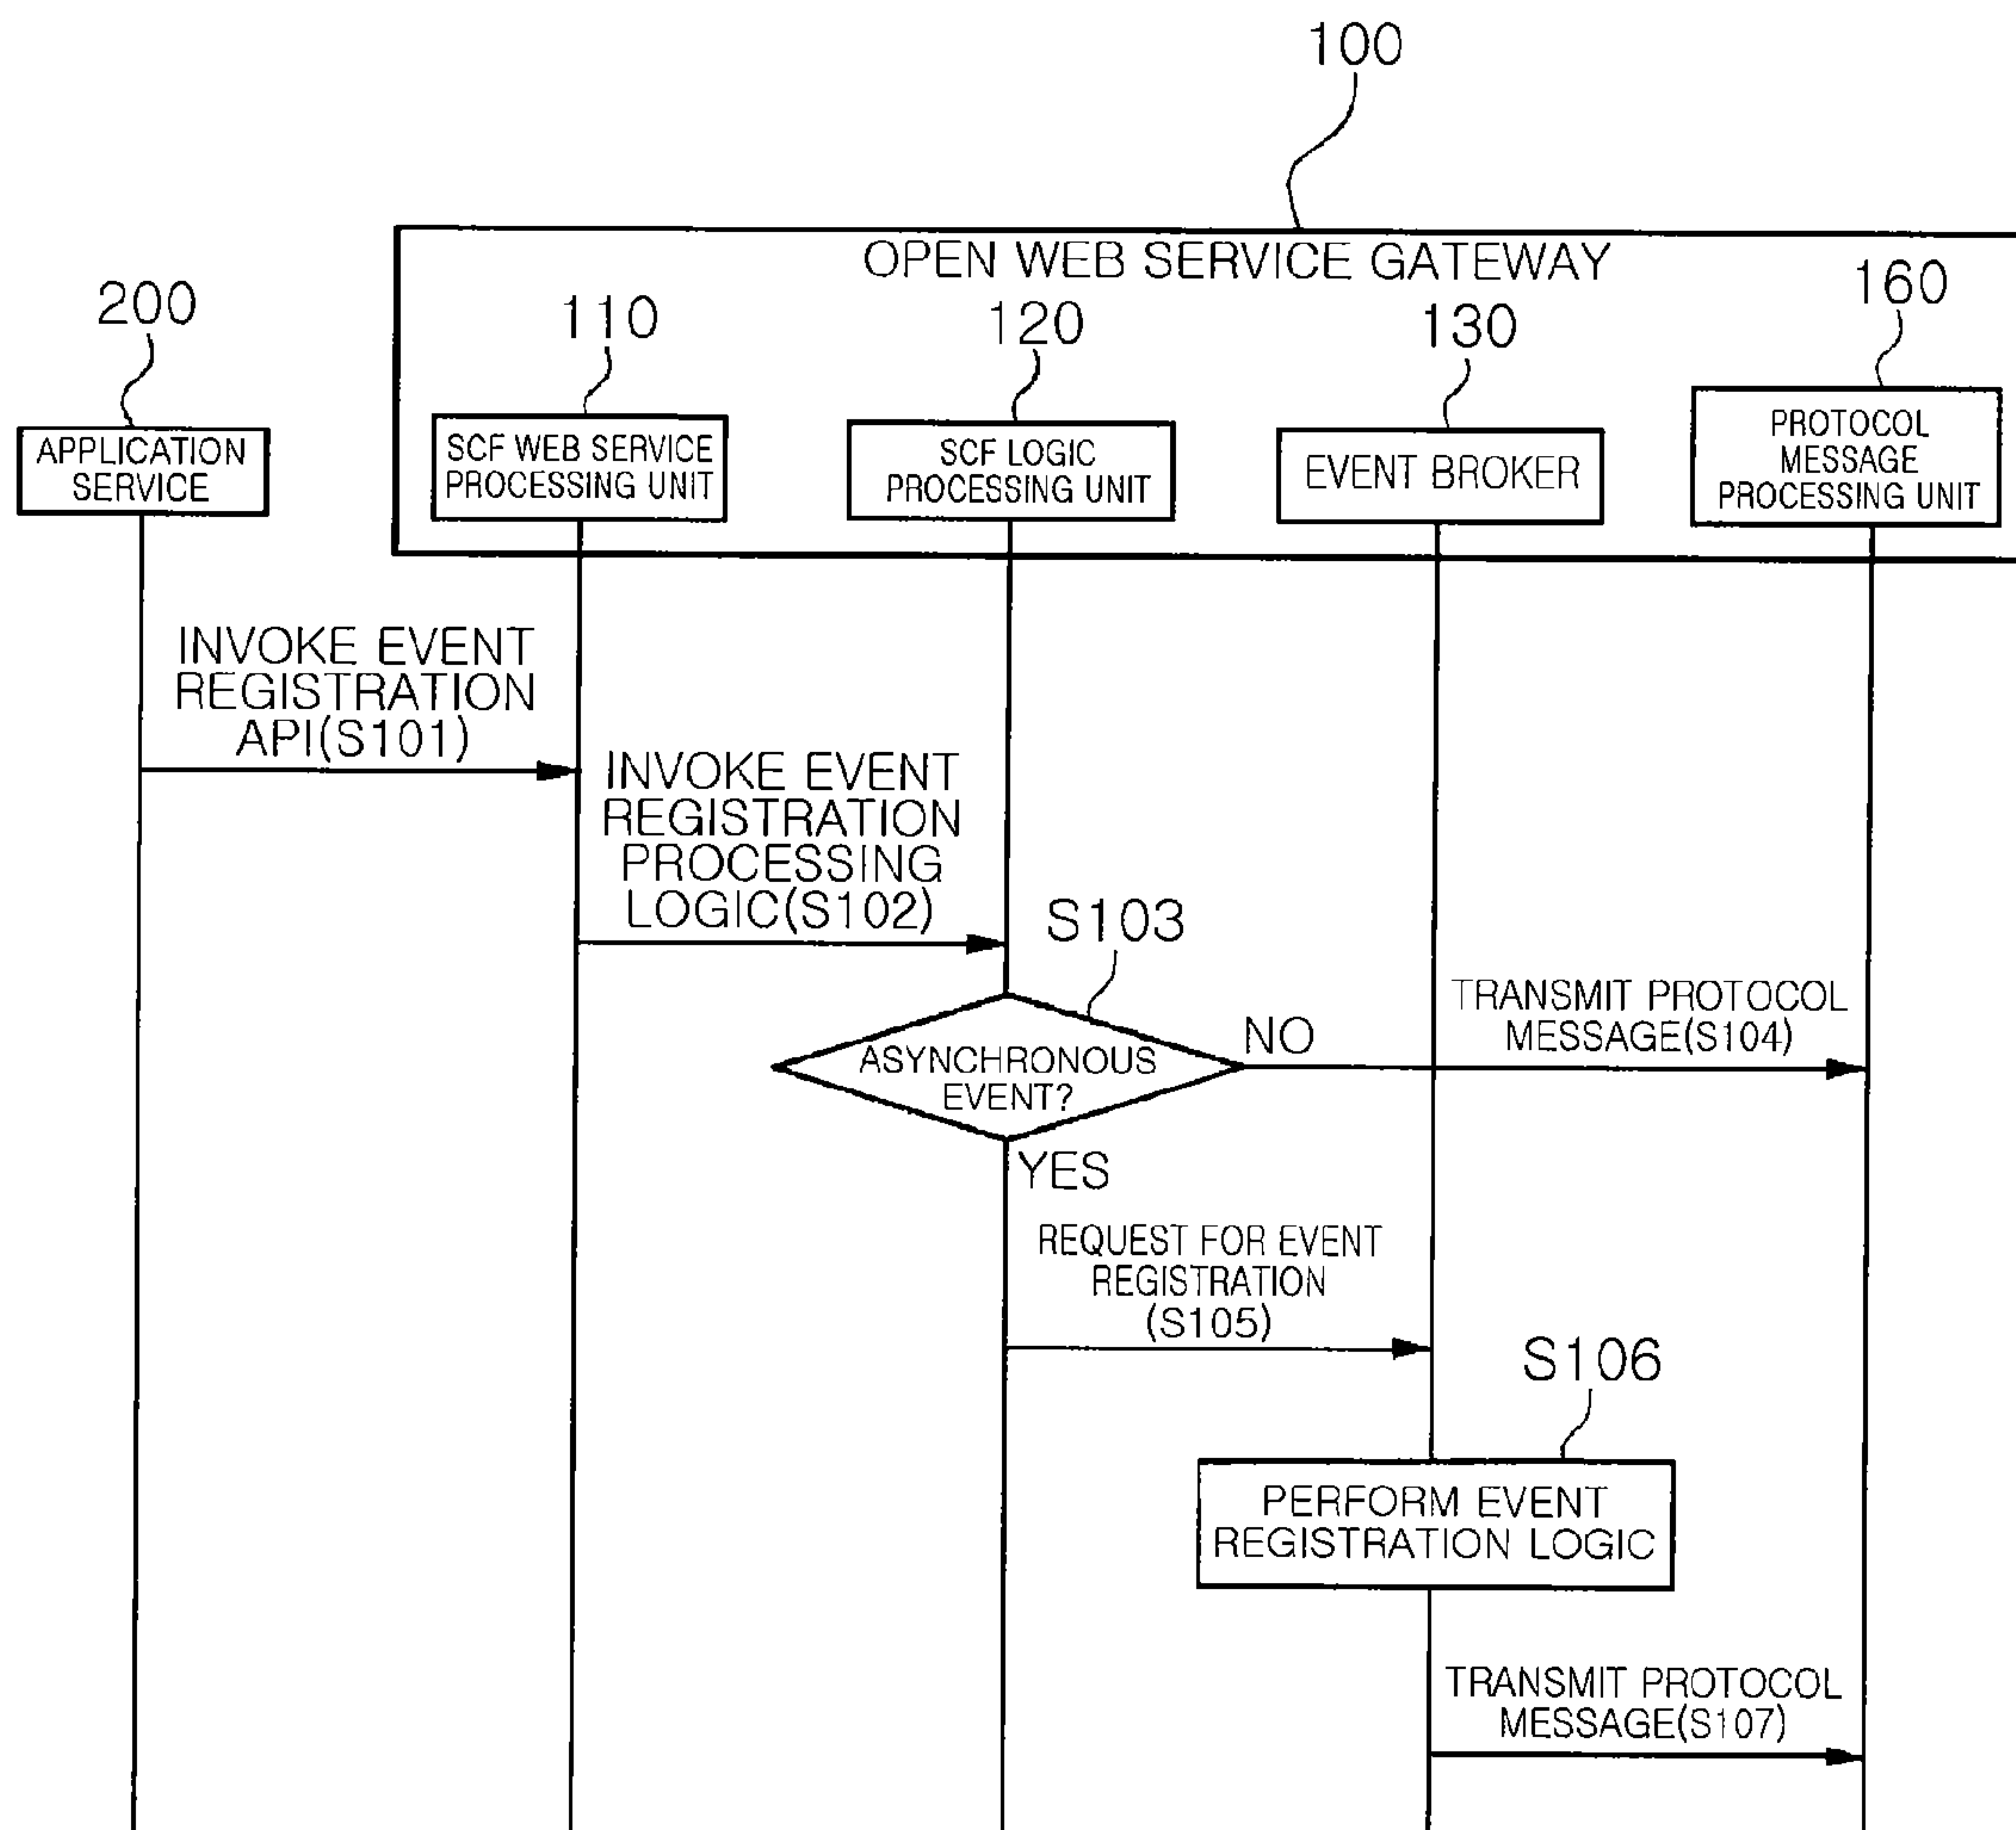 100
OPEN WEB SERVICE GATEWAY
200
110
120
130
160
APPLICATION
SERVICE
SCF WEB SERVICE
PROCESSING UNIT
SCF LOGIC
PROCESSING UNIT
EVENT BROKER
PROTOCOL
MESSAGE
PROCESSING UNIT
INVOKE EVENT
REGISTRATION
API(S101)
INVOKE EVENT
REGISTRATION
PROCESSING
LOGIC(S102)
S103
ASYNCHRONOUS
EVENT?
NO
TRANSMIT PROTOCOL
MESSAGE(S104)
YES
REQUEST FOR EVENT
REGISTRATION
(S105)
S106
PERFORM EVENT
REGISTRATION LOGIC
TRANSMIT PROTOCOL
MESSAGE(S107)